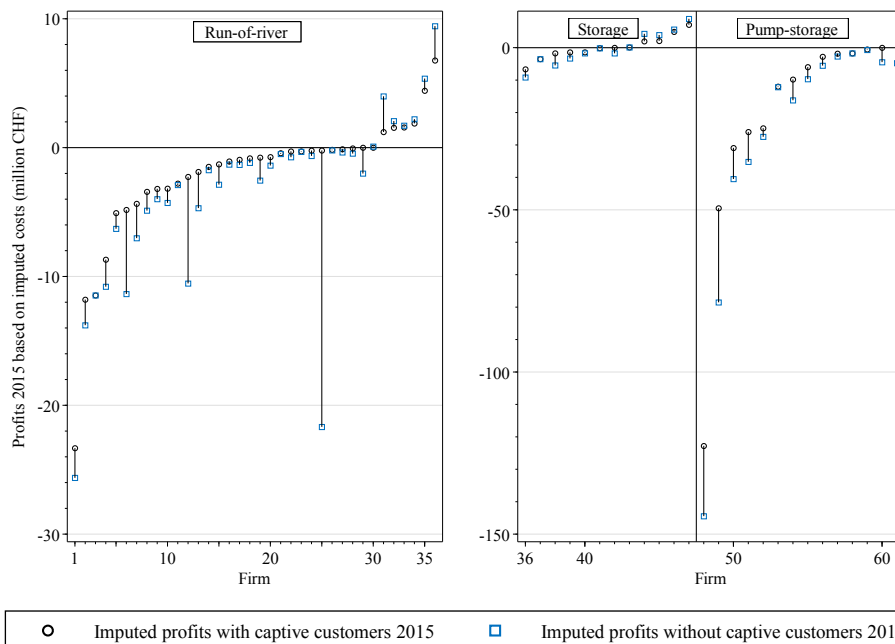 Run-of-river
Storage
Pump-storage
Profits 2015 based on imputed costs (million CHF)
10
0
-10
-20
-30
1
10
20
30
35
Firm
0
-50
-100
-150
36
40
50
60
Firm
Imputed profits with captive customers 2015
Imputed profits without captive customers 201